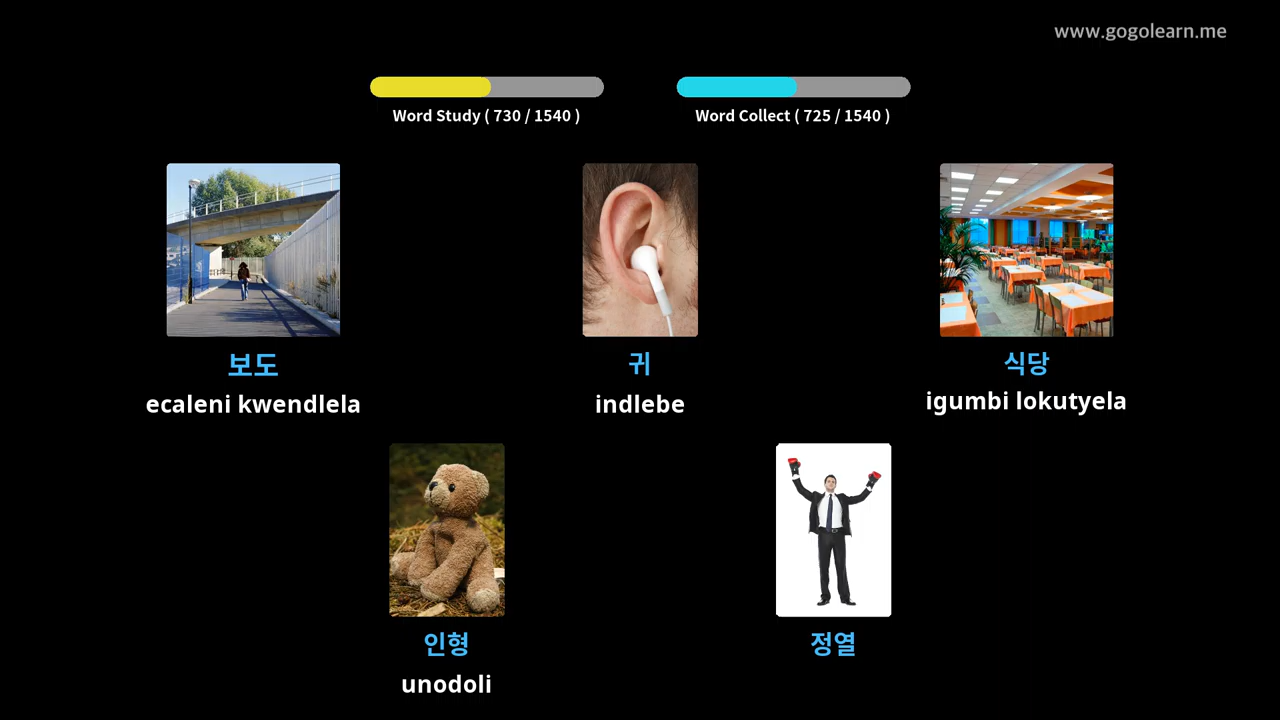 www.gogolearn.me
Word Study ( 730 / 1540 )
Word Collect ( 725 / 1540 )
보도
ecaleni kwendlela
귀
indlebe
식당
igumbi lokutyela
인형
unodoli
정열